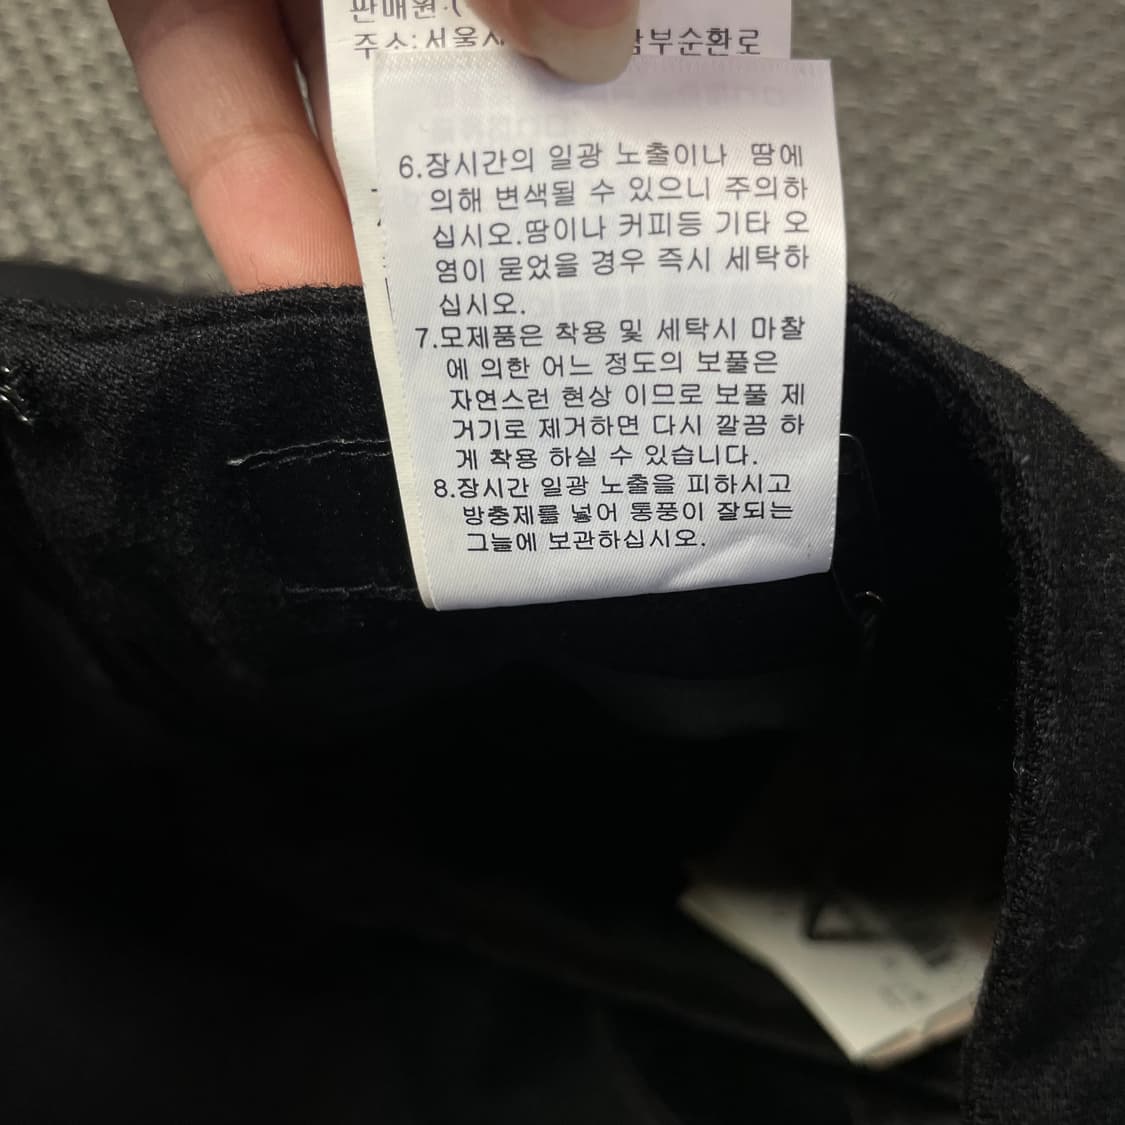 판매원:(
주소:서울시 남부순환로
6.장시간의 일광 노출이나 땀에
의해 변색될 수 있으니 주의하
십시오.땀이나 커피등 기타 오
염이 묻었을 경우 즉시 세탁하
십시오.
7.모제품은 착용 및 세탁시 마찰
에 의한 어느 정도의 보풀은
자연스런 현상 이므로 보풀 제
거기로 제거하면 다시 깔끔 하
게 착용 하실 수 있습니다.
8.장시간 일광 노출을 피하시고
방충제를 넣어 통풍이 잘되는
그늘에 보관하십시오.